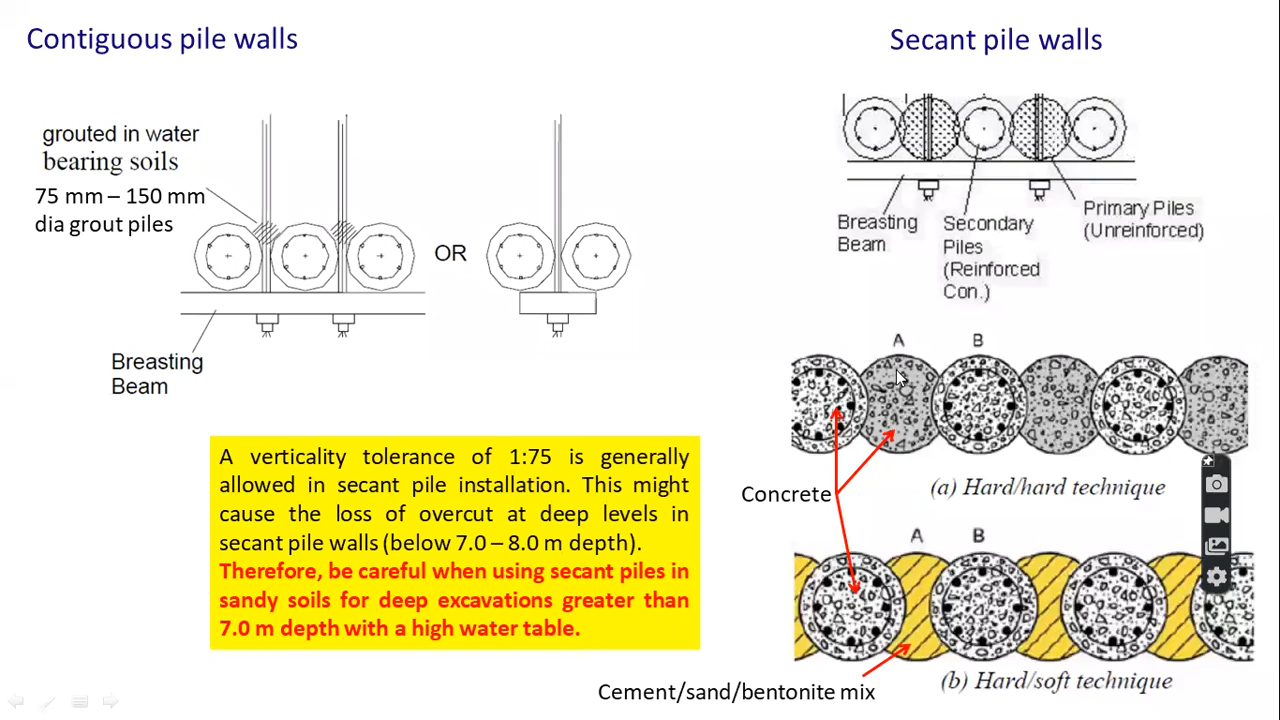 Contiguous pile walls
Secant pile walls
grouted in water
bearing soils
75 mm – 150 mm
dia grout piles
OR
Breasting
Beam
Breasting
Beam
Secondary
Piles
(Reinforced
Con.)
Primary Piles
(Unreinforced)
A verticality tolerance of 1:75 is generally
allowed in secant pile installation. This might
cause the loss of overcut at deep levels in
secant pile walls (below 7.0 – 8.0 m depth).
Therefore, be careful when using secant piles in
sandy soils for deep excavations greater than
7.0 m depth with a high water table.
A B
Concrete
(a) Hard/hard technique
A B
Cement/sand/bentonite mix
(b) Hard/soft technique